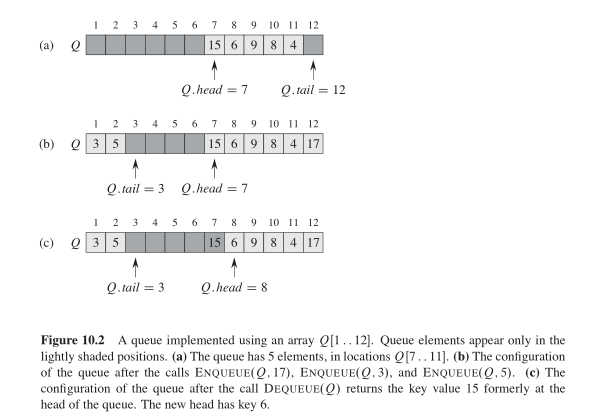 1 2 3 4 5 6 7 8 9 10 11 12
(a) Q 15 6 9 8 4
Q.head = 7 Q.tail = 12
1 2 3 4 5 6 7 8 9 10 11 12
(b) Q 3 5 15 6 9 8 4 17
Q.tail = 3 Q.head = 7
1 2 3 4 5 6 7 8 9 10 11 12
(c) Q 3 5 15 6 9 8 4 17
Q.tail = 3 Q.head = 8
Figure 10.2 A queue implemented using an array Q[1 . . 12]. Queue elements appear only in the
lightly shaded positions. (a) The queue has 5 elements, in locations Q[7 . . 11]. (b) The configuration
of the queue after the calls ENQUEUE(Q, 17), ENQUEUE(Q, 3), and ENQUEUE(Q, 5). (c) The
configuration of the queue after the call DEQUEUE(Q) returns the key value 15 formerly at the
head of the queue. The new head has key 6.